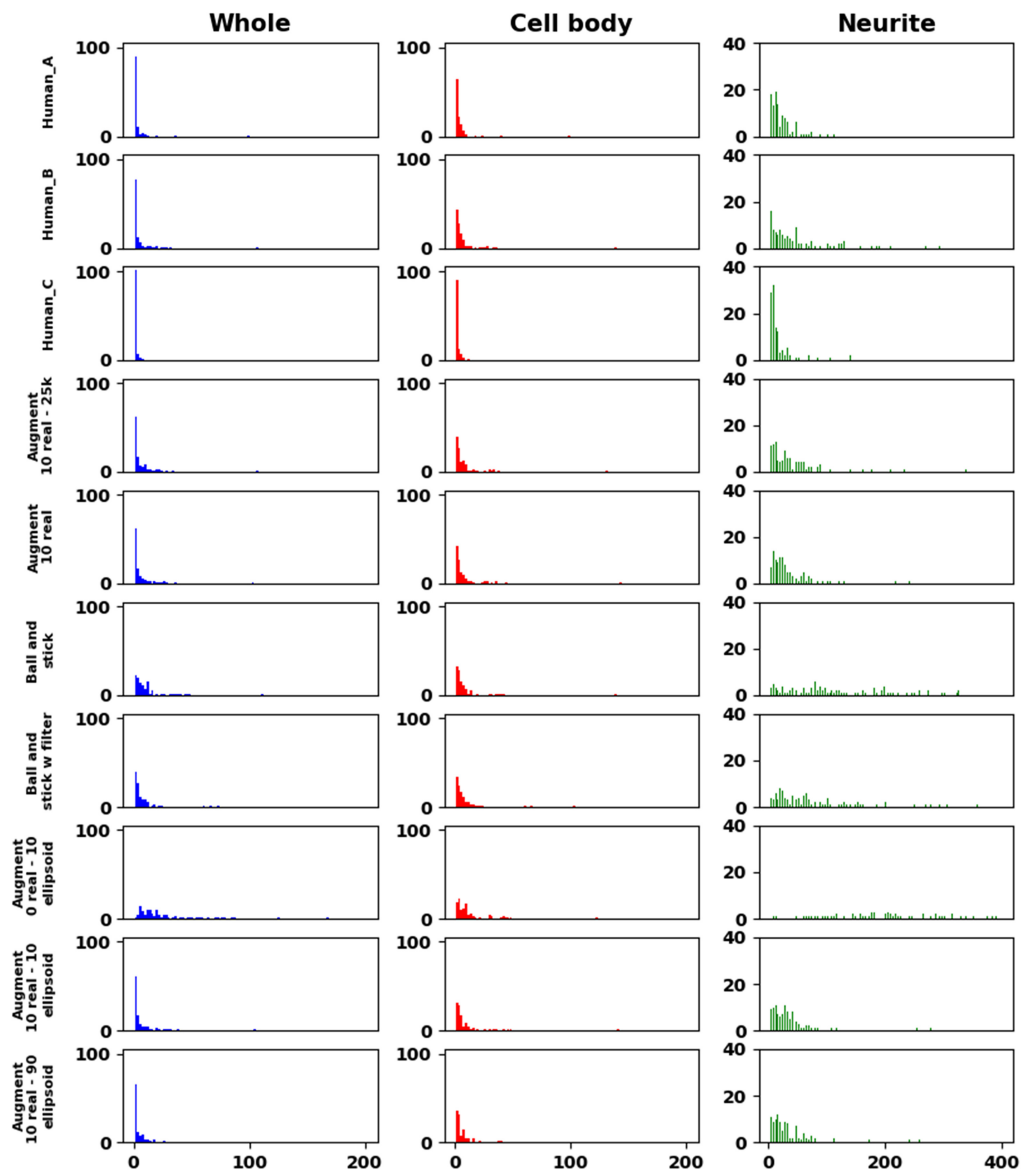 Whole Cell body Neurite
Human_A
100 0 100 0 40 20 0
Human_B
100 0 100 0 40 20 0
Human_C
100 0 100 0 40 20 0
Augment
10 real - 25k
100 0 100 0 40 20 0
Augment
10 real
100 0 100 0 40 20 0
Ball and
stick
100 0 100 0 40 20 0
Ball and
stick w filter
100 0 100 0 40 20 0
Augment
0 real - 10
ellipsoid
100 0 100 0 40 20 0
Augment
10 real - 10
ellipsoid
100 0 100 0 40 20 0
Augment
10 real - 90
ellipsoid
100 0 100 0 40 20 0
0 100 200 0 100 200 0 200 400